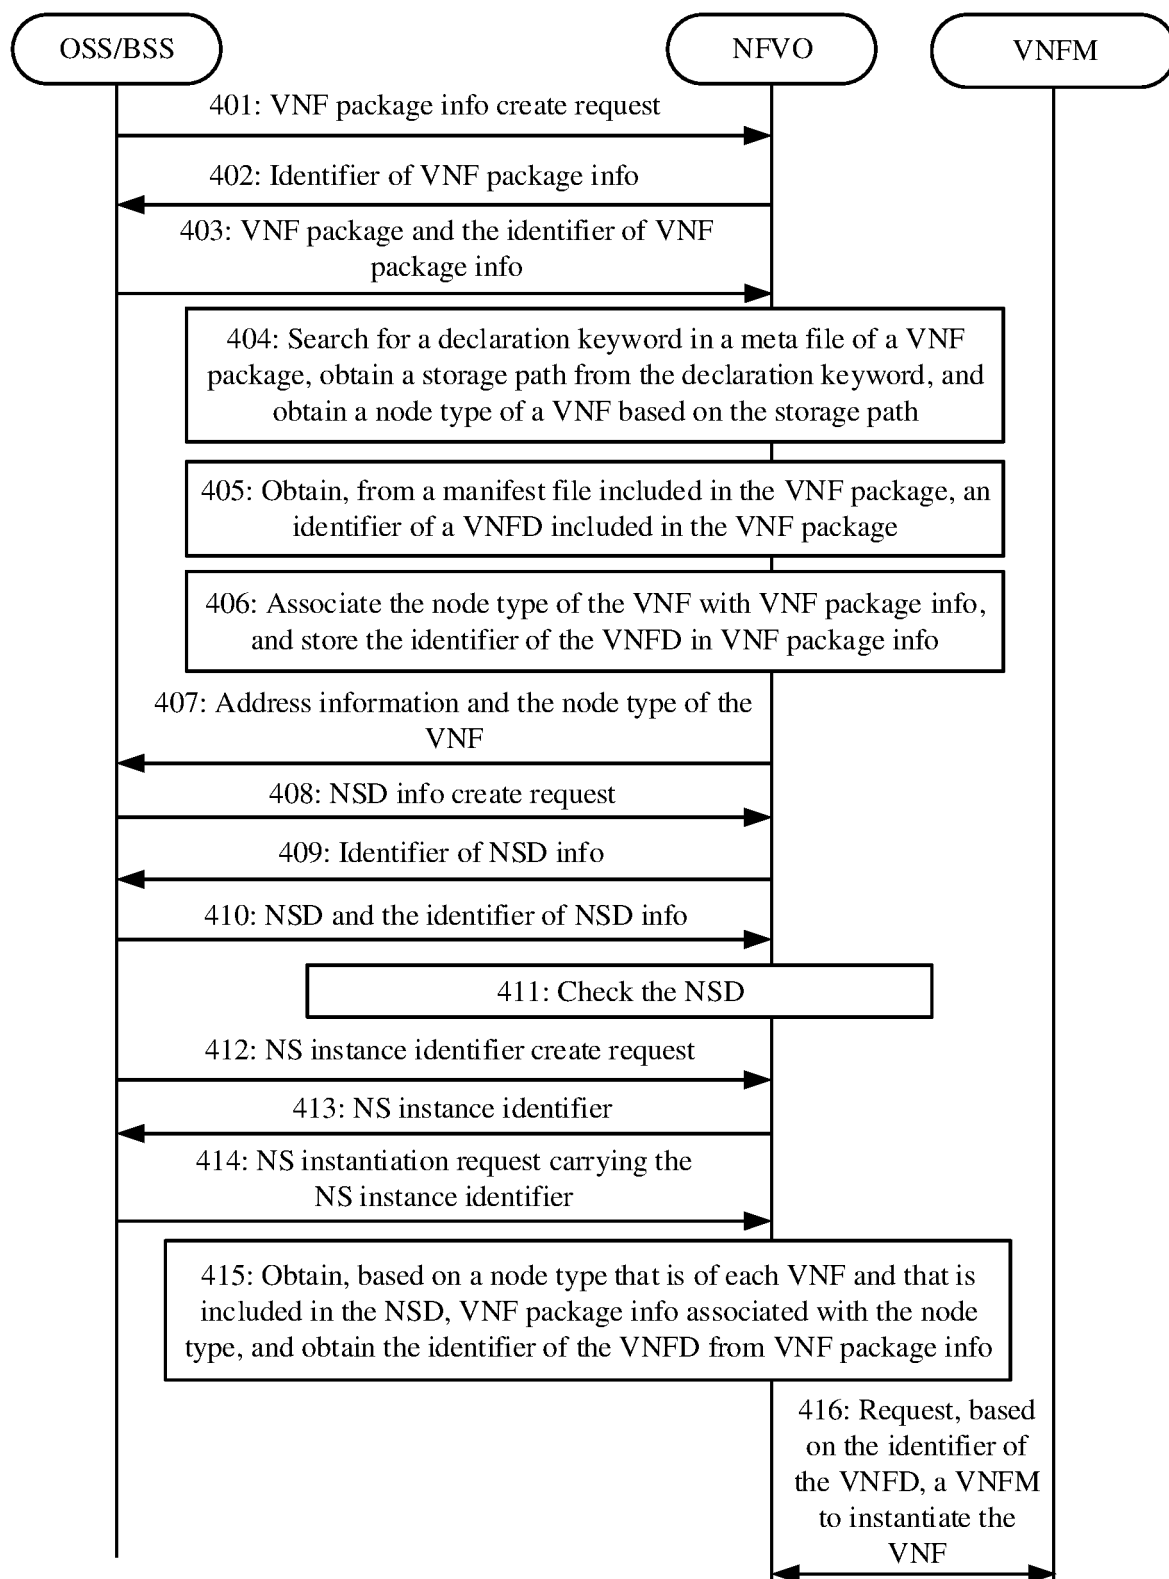 OSS/BSS
NFVO
VNFM
401: VNF package info create request
402: Identifier of VNF package info
403: VNF package and the identifier of VNF
package info
404: Search for a declaration keyword in a meta file of a VNF
package, obtain a storage path from the declaration keyword, and
obtain a node type of a VNF based on the storage path
405: Obtain, from a manifest file included in the VNF package, an
identifier of a VNFD included in the VNF package
406: Associate the node type of the VNF with VNF package info,
and store the identifier of the VNFD in VNF package info
407: Address information and the node type of the
VNF
408: NSD info create request
409: Identifier of NSD info
410: NSD and the identifier of NSD info
411: Check the NSD
412: NS instance identifier create request
413: NS instance identifier
414: NS instantiation request carrying the
NS instance identifier
415: Obtain, based on a node type that is of each VNF and that is
included in the NSD, VNF package info associated with the node
type, and obtain the identifier of the VNFD from VNF package info
416: Request, based
on the identifier of
the VNFD, a VNFM
to instantiate the
VNF